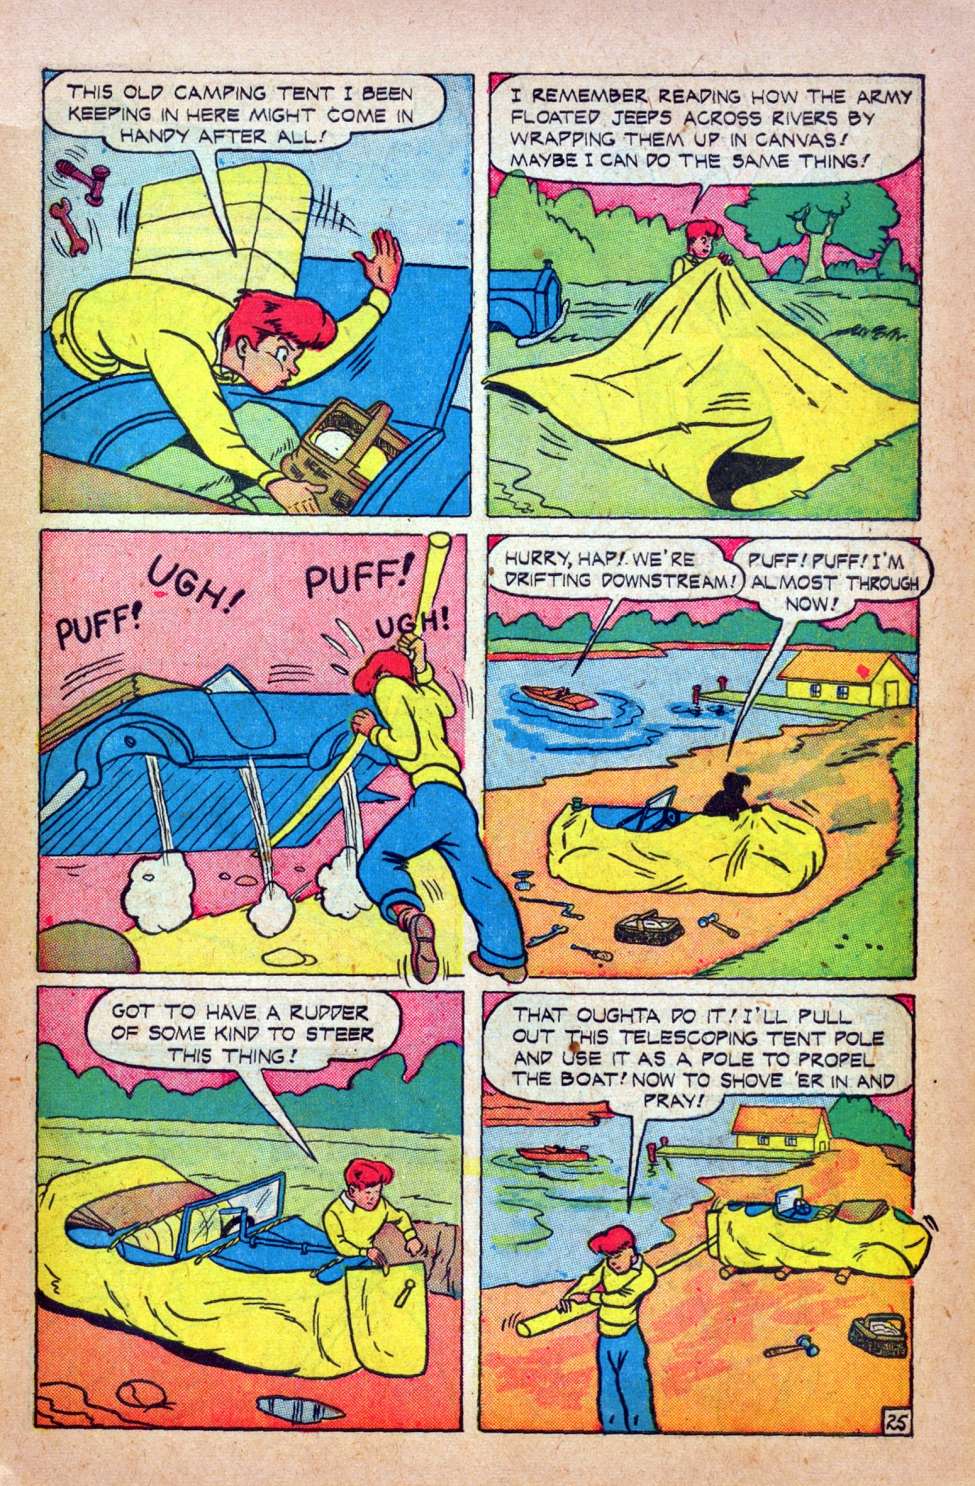 THIS OLD CAMPING TENT I BEEN
KEEPING IN HERE MIGHT COME IN
HANDY AFTER ALL!
I REMEMBER READING HOW THE ARMY
FLOATED JEEPS ACROSS RIVERS BY
WRAPPING THEM UP IN CANVAS!
MAYBE I CAN DO THE SAME THING!
PUFF!
UGH!
PUFF!
UGH!
HURRY, HAP! WE'RE
DRIFTING DOWNSTREAM!
PUFF! PUFF! I'M
ALMOST THROUGH
NOW!
GOT TO HAVE A RUDDER
OF SOME KIND TO STEER
THIS THING!
THAT OUGHTA DO IT! I'LL PULL
OUT THIS TELESCOPING TENT POLE
AND USE IT AS A POLE TO PROPEL
THE BOAT! NOW TO SHOVE 'ER IN AND
PRAY!
25